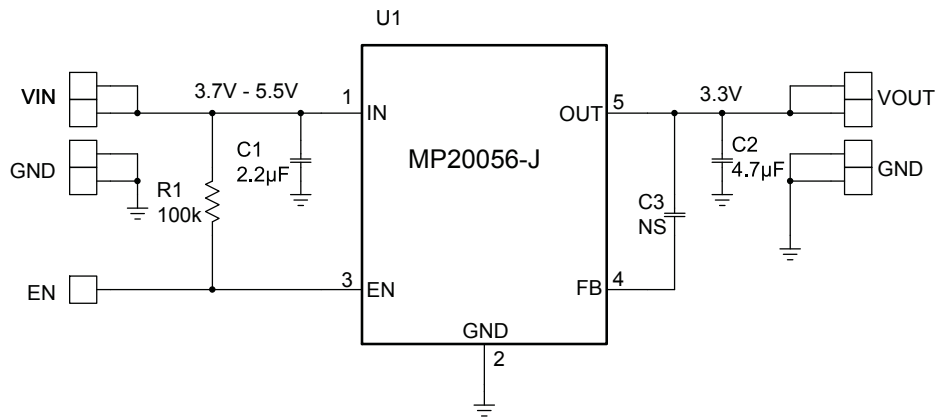 U1
VIN
3.7V - 5.5V
1
IN
OUT
5
3.3V
VOUT
GND
C1
2.2µF
MP20056-J
C2
4.7µF
GND
R1
100k
C3
NS
EN
3
EN
FB
4
GND
2